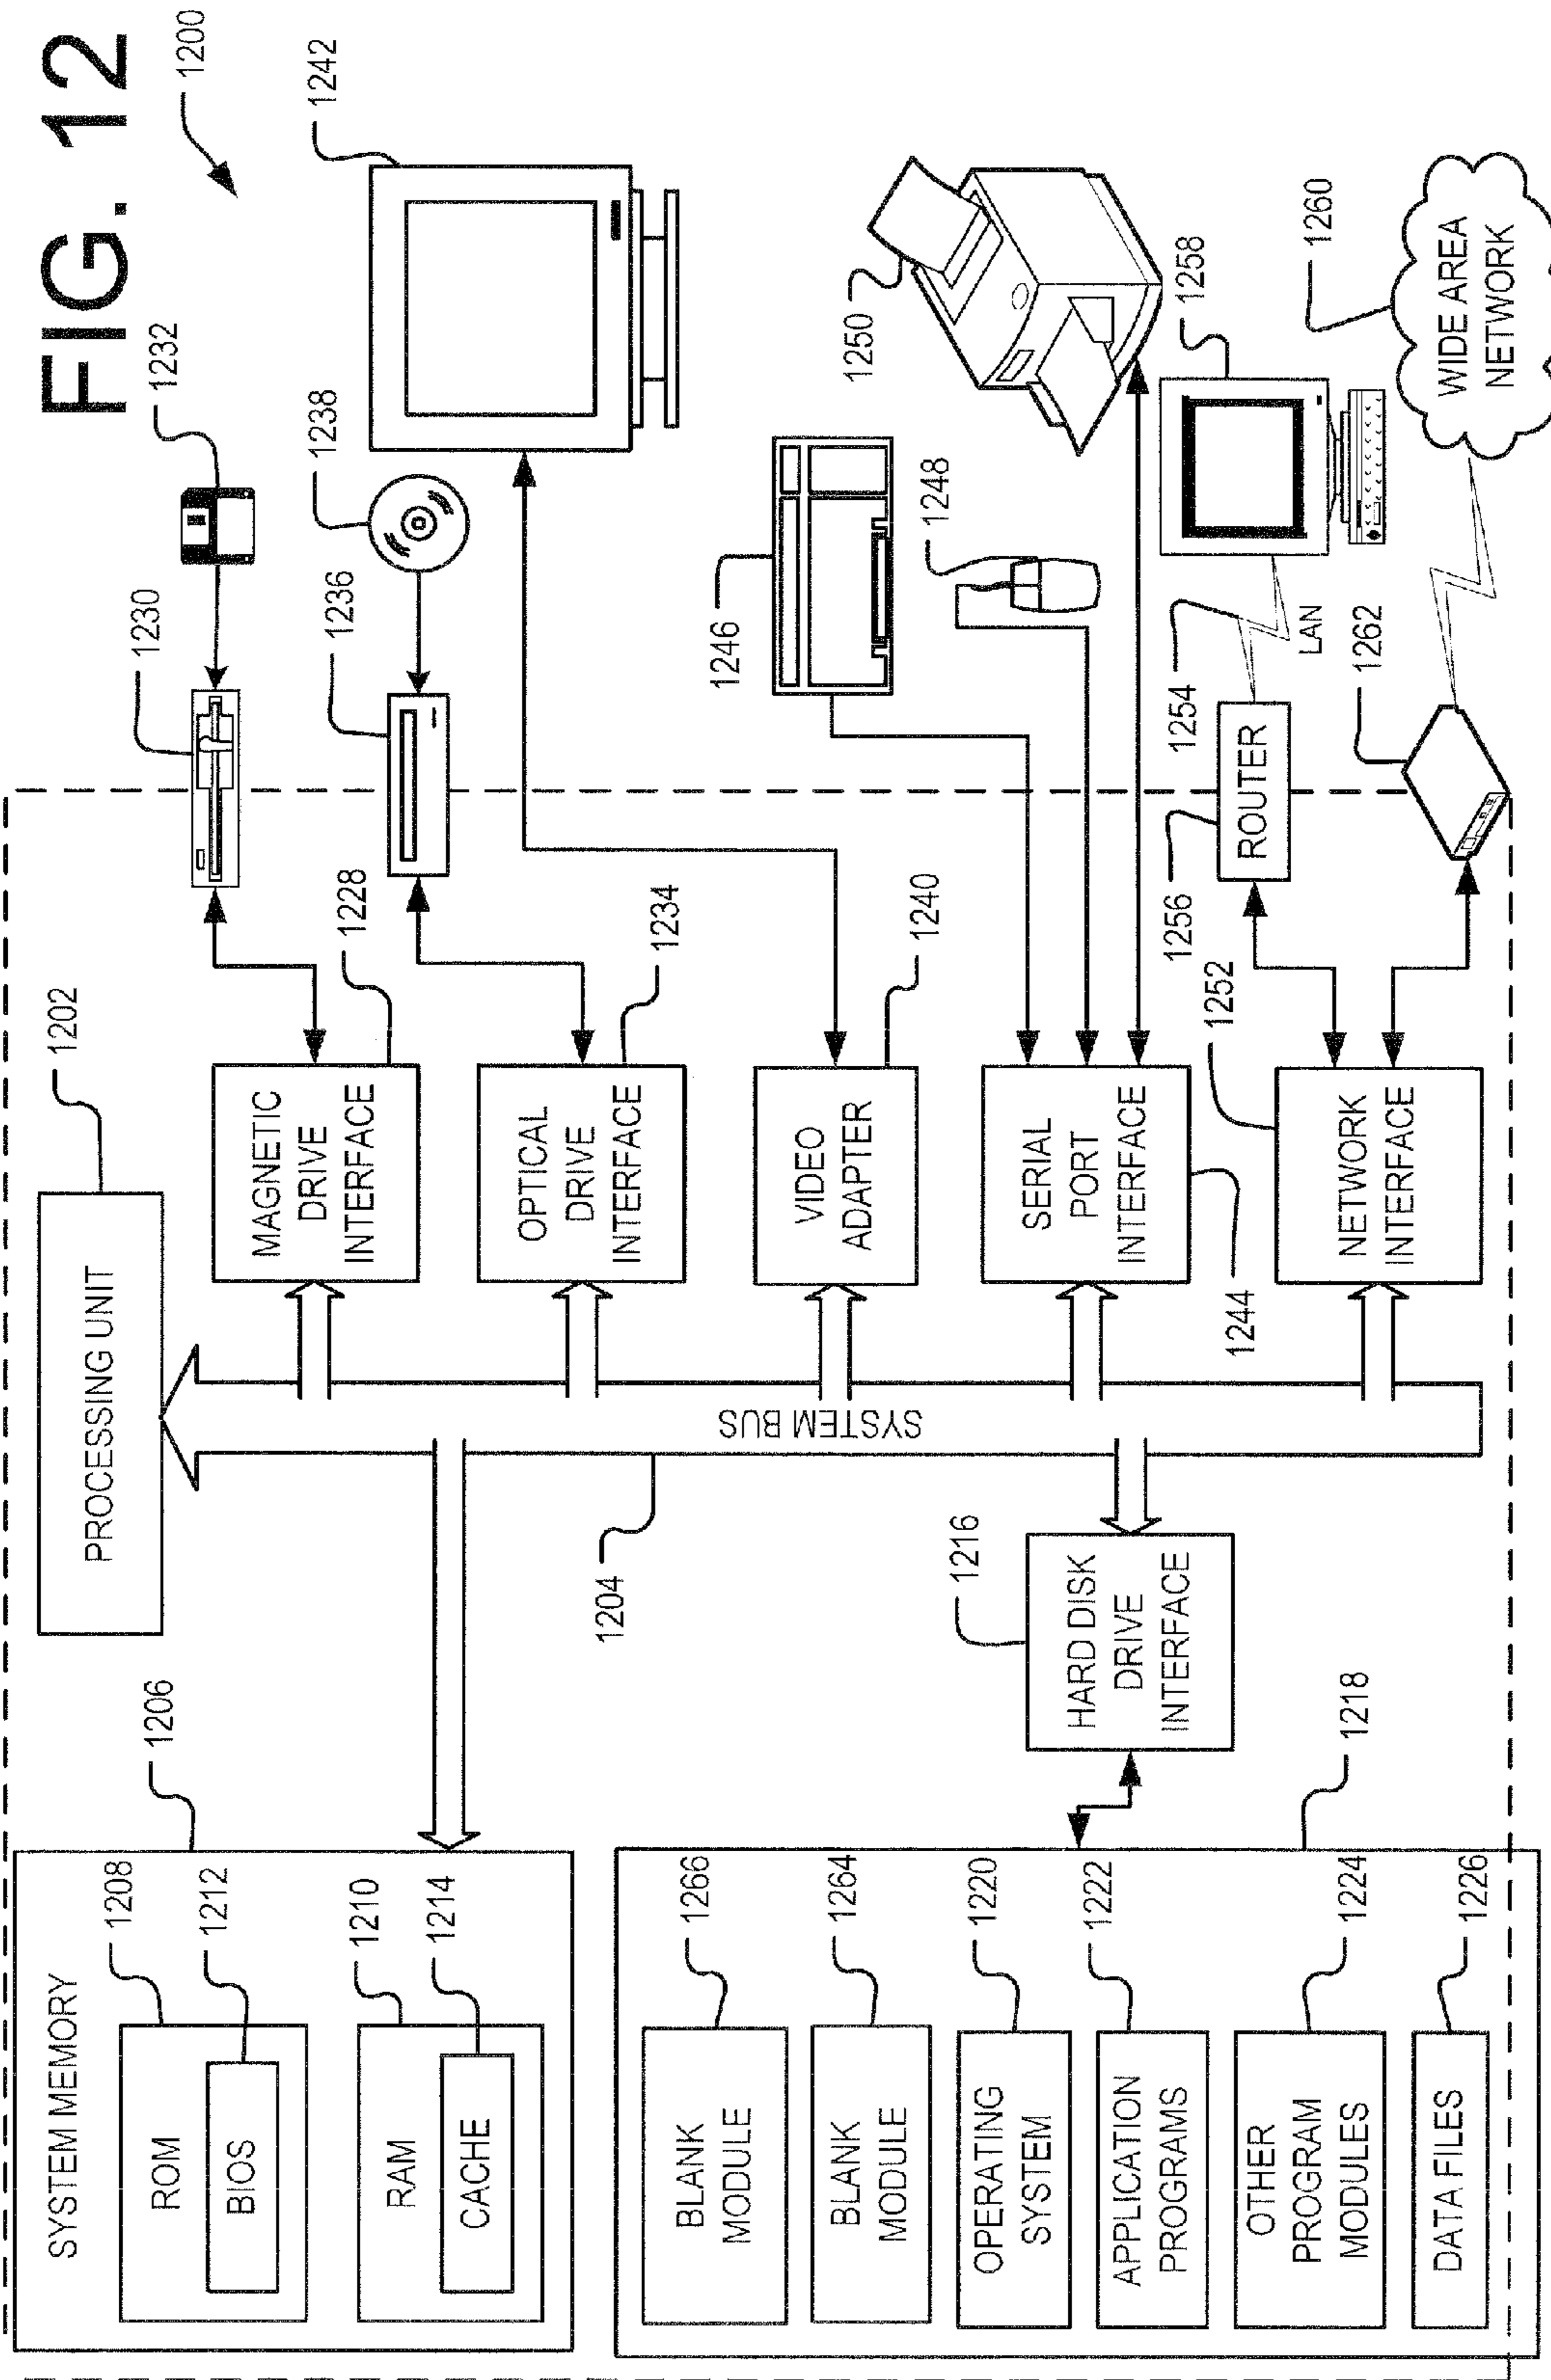 FIG. 12
1200
SYSTEM MEMORY
1206
ROM
1208
BIOS
1212
RAM
1210
CACHE
1214
PROCESSING UNIT
1202
SYSTEM BUS
1204
MAGNETIC
DRIVE
INTERFACE
1228
1230
1232
OPTICAL
DRIVE
INTERFACE
1234
1236
1238
VIDEO
ADAPTER
1240
1242
SERIAL
PORT
INTERFACE
1244
1246
1248
1250
NETWORK
INTERFACE
1252
ROUTER
1256
1254
LAN
1258
1262
1260
WIDE AREA
NETWORK
HARD DISK
DRIVE
INTERFACE
1216
1218
BLANK
MODULE
1266
BLANK
MODULE
1264
OPERATING
SYSTEM
1220
APPLICATION
PROGRAMS
1222
OTHER
PROGRAM
MODULES
1224
DATA FILES
1226